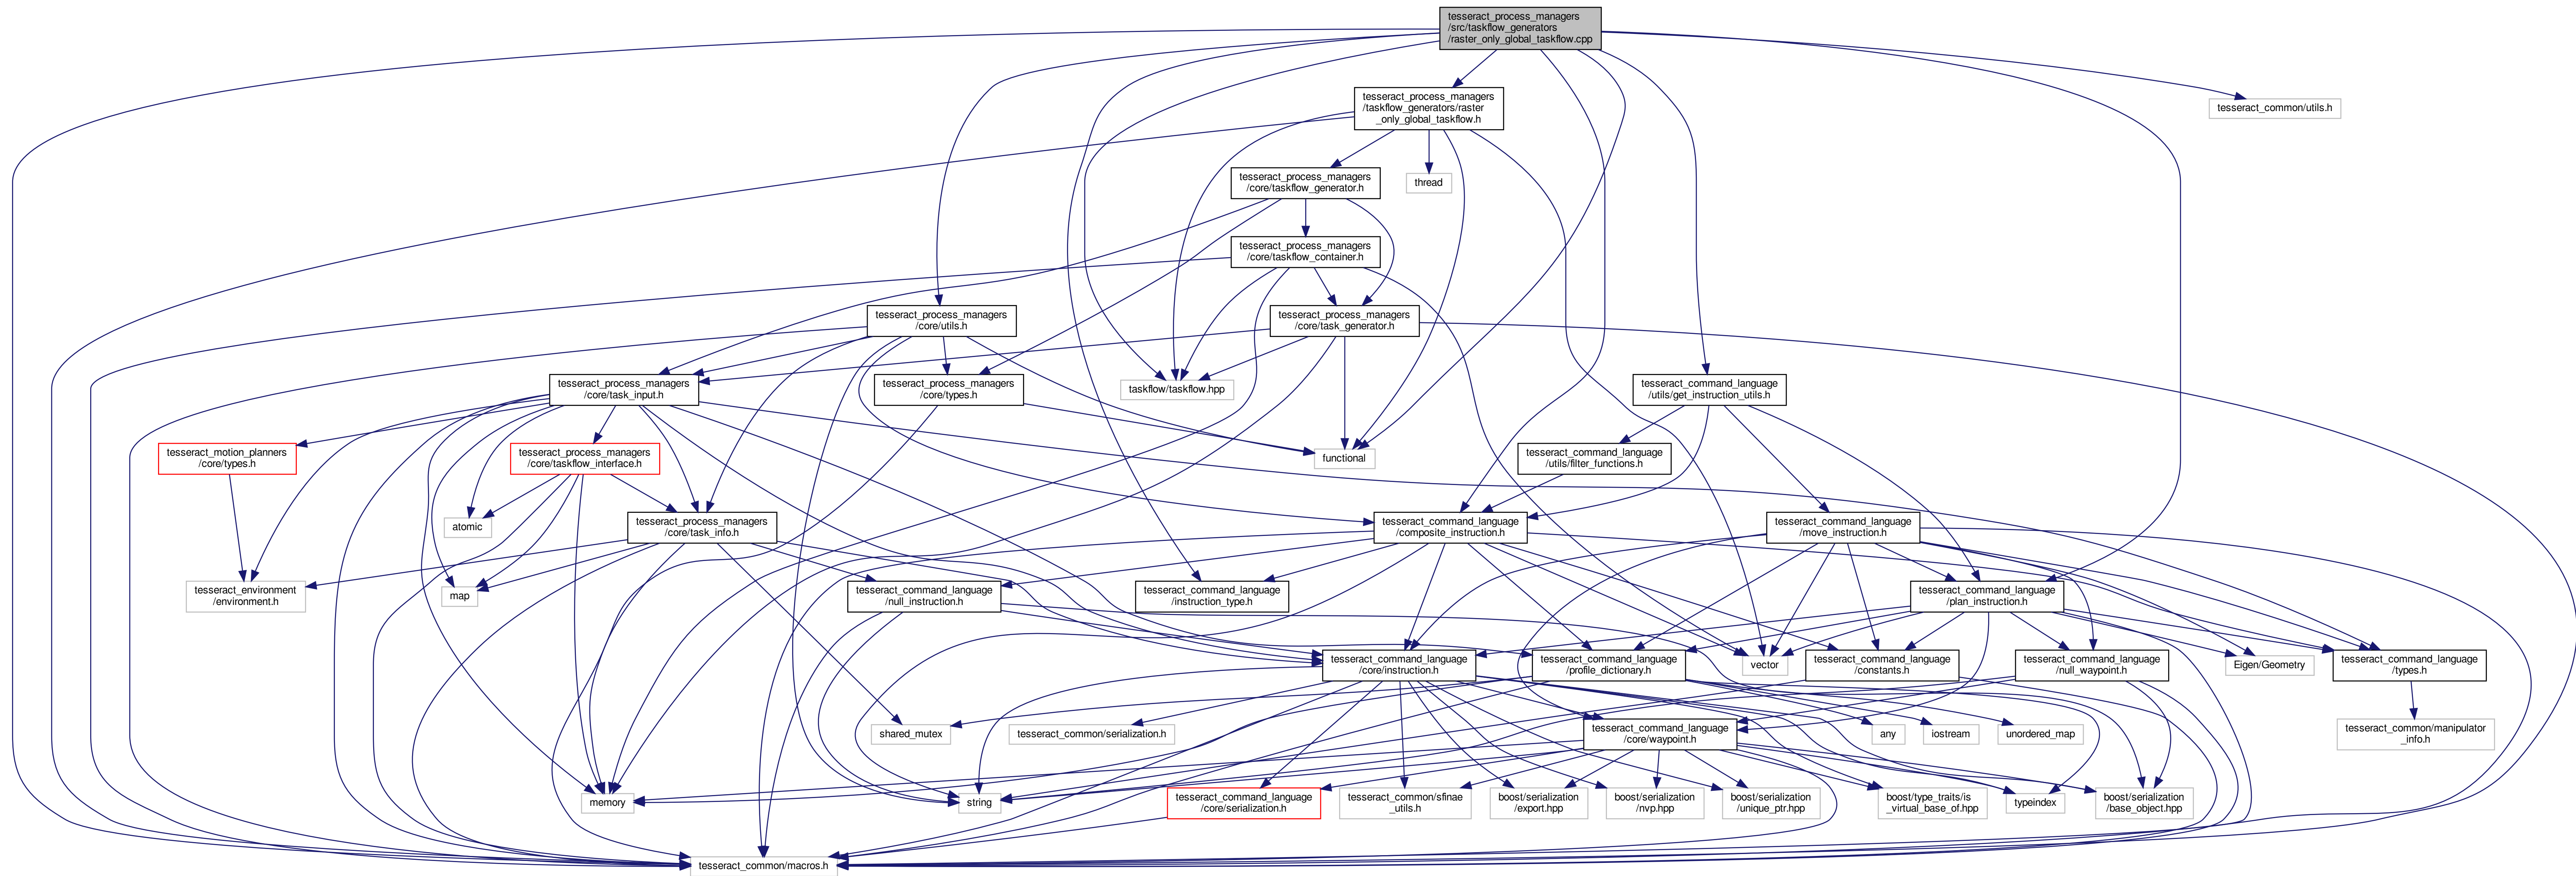 tesseract_process_managers
/src/taskflow_generators
/raster_only_global_taskflow.cpp
tesseract_process_managers
/taskflow_generators/raster
_only_global_taskflow.h
tesseract_common/utils.h
tesseract_process_managers
/core/taskflow_generator.h
thread
tesseract_process_managers
/core/taskflow_container.h
tesseract_process_managers
/core/utils.h
tesseract_process_managers
/core/task_generator.h
tesseract_process_managers
/core/task_input.h
tesseract_process_managers
/core/types.h
taskflow/taskflow.hpp
tesseract_command_language
/utils/get_instruction_utils.h
tesseract_motion_planners
/core/types.h
tesseract_process_managers
/core/taskflow_interface.h
functional
tesseract_command_language
/utils/filter_functions.h
atomic
tesseract_process_managers
/core/task_info.h
tesseract_command_language
/composite_instruction.h
tesseract_command_language
/move_instruction.h
tesseract_environment
/environment.h
map
tesseract_command_language
/null_instruction.h
tesseract_command_language
/instruction_type.h
tesseract_command_language
/plan_instruction.h
tesseract_command_language
/core/instruction.h
tesseract_command_language
/profile_dictionary.h
vector
tesseract_command_language
/constants.h
tesseract_command_language
/null_waypoint.h
Eigen/Geometry
tesseract_command_language
/types.h
shared_mutex
tesseract_common/serialization.h
tesseract_command_language
/core/waypoint.h
any
iostream
unordered_map
tesseract_common/manipulator
_info.h
memory
string
tesseract_command_language
/core/serialization.h
tesseract_common/sfinae
_utils.h
boost/serialization
/export.hpp
boost/serialization
/nvp.hpp
boost/serialization
/unique_ptr.hpp
boost/type_traits/is
_virtual_base_of.hpp
typeindex
boost/serialization
/base_object.hpp
tesseract_common/macros.h